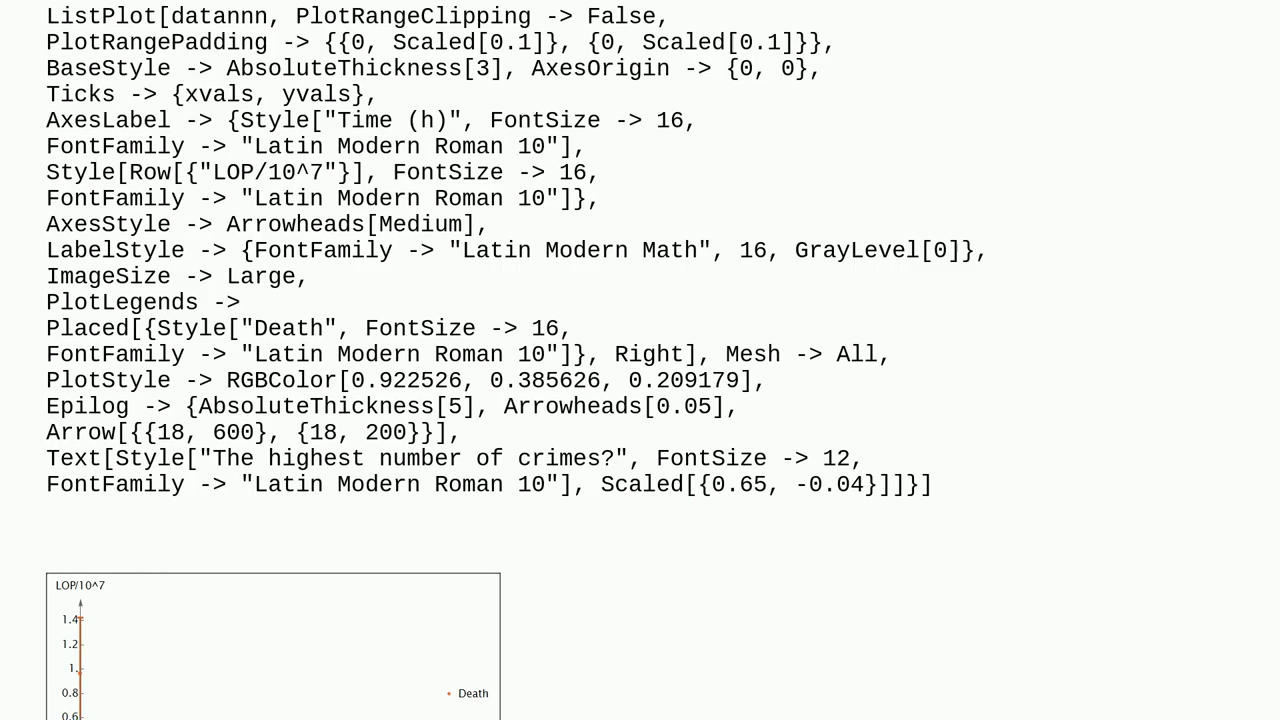 ListPlot[datannn, PlotRangeClipping -> False,
PlotRangePadding -> {{0, Scaled[0.1]}, {0, Scaled[0.1]}},
BaseStyle -> AbsoluteThickness[3], AxesOrigin -> {0, 0},
Ticks -> {xvals, yvals},
AxesLabel -> {Style["Time (h)", FontSize -> 16,
FontFamily -> "Latin Modern Roman 10"],
Style[Row[{"LOP/10^7"}], FontSize -> 16,
FontFamily -> "Latin Modern Roman 10"]},
AxesStyle -> Arrowheads[Medium],
LabelStyle -> {FontFamily -> "Latin Modern Math", 16, GrayLevel[0]},
ImageSize -> Large,
PlotLegends ->
Placed[{Style["Death", FontSize -> 16,
FontFamily -> "Latin Modern Roman 10"]}, Right], Mesh -> All,
PlotStyle -> RGBColor[0.922526, 0.385626, 0.209179],
Epilog -> {AbsoluteThickness[5], Arrowheads[0.05],
Arrow[{{18, 600}, {18, 200}}],
Text[Style["The highest number of crimes?", FontSize -> 12,
FontFamily -> "Latin Modern Roman 10"], Scaled[{0.65, -0.04}]]}]
LOP/10^7
1.4
1.2
1.
0.8
Death
0.6